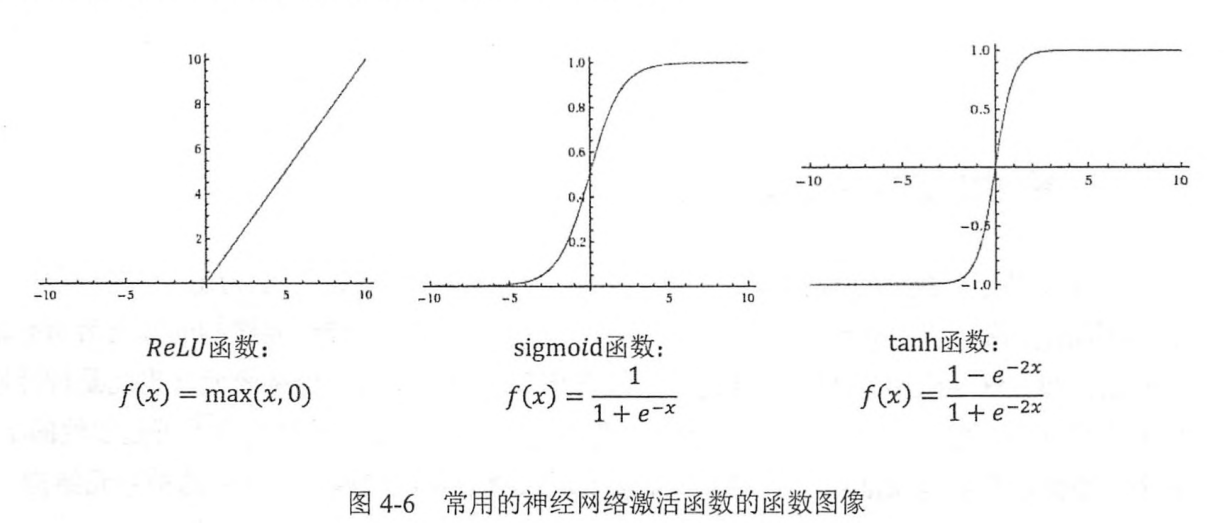 10
8
6
4
2
-10 -5 5 10
ReLU函数：
f(x) = max(x, 0)
1.0
0.8
0.6
0.4
0.2
-10 -5 5 10
sigmoid函数：
f(x) = \frac{1}{1 + e^{-x}}
1.0
0.5
-10 -5 5 10
-0.5
-1.0
tanh函数：
f(x) = \frac{1 - e^{-2x}}{1 + e^{-2x}}
图 4-6 常用的神经网络激活函数的函数图像